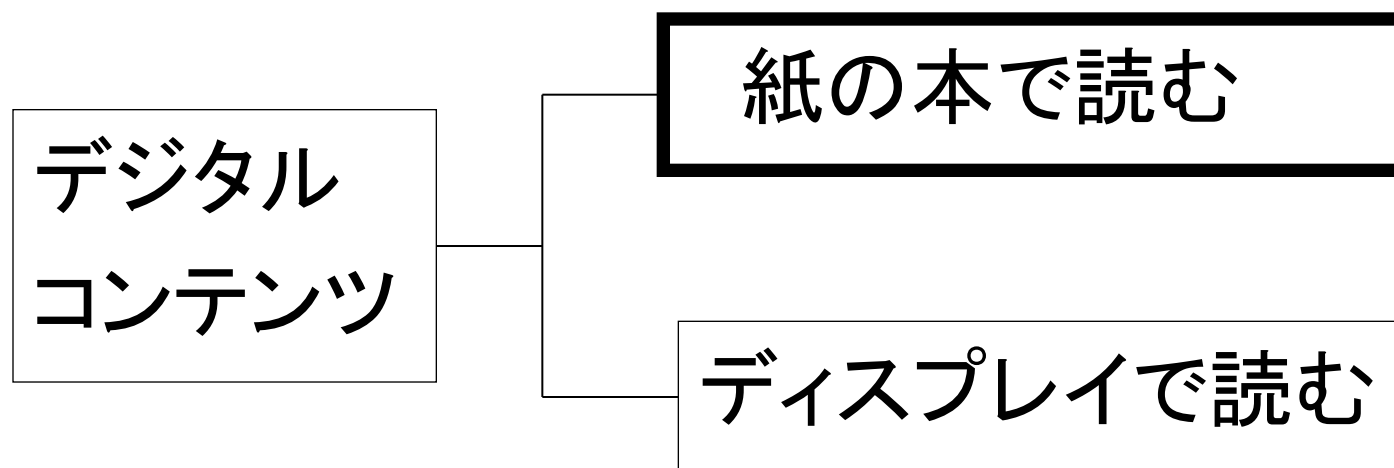 デジタル
コンテンツ
紙の本で読む
ディスプレイで読む